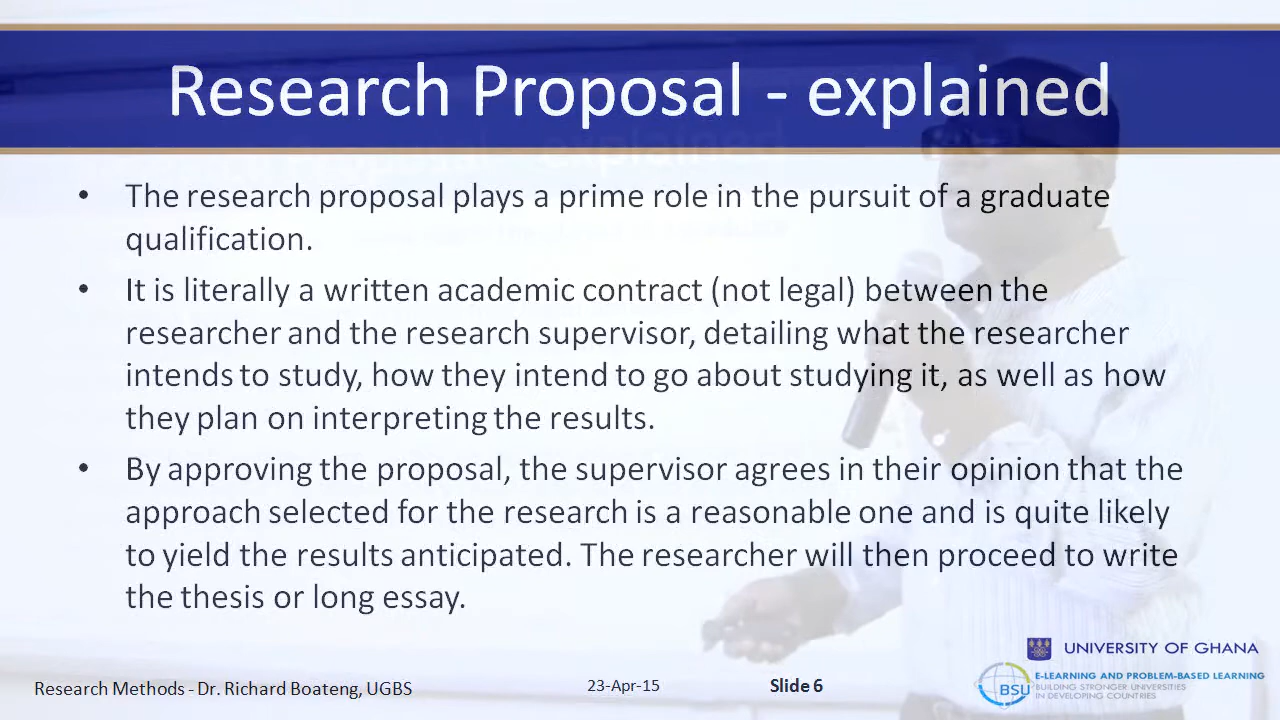 Research Proposal - explained
• The research proposal plays a prime role in the pursuit of a graduate
qualification.
• It is literally a written academic contract (not legal) between the
researcher and the research supervisor, detailing what the researcher
intends to study, how they intend to go about studying it, as well as how
they plan on interpreting the results.
• By approving the proposal, the supervisor agrees in their opinion that the
approach selected for the research is a reasonable one and is quite likely
to yield the results anticipated. The researcher will then proceed to write
the thesis or long essay.
UNIVERSITY OF GHANA
Research Methods - Dr. Richard Boateng, UGBS
23-Apr-15
Slide 6
BSU
E-LEARNING AND PROBLEM-BASED LEARNING
BUILDING STRONGER UNIVERSITIES
IN DEVELOPING COUNTRIES